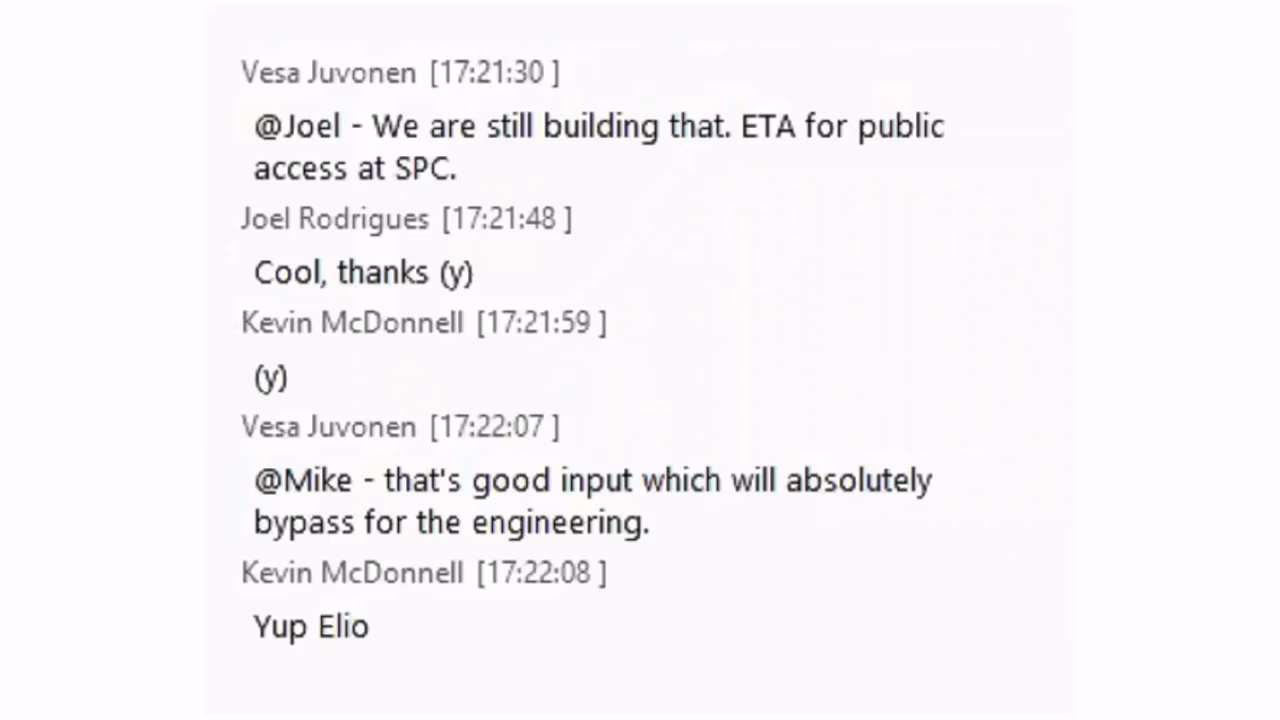 Vesa Juvonen [17:21:30 ]
@Joel - We are still building that. ETA for public
access at SPC.
Joel Rodrigues [17:21:48 ]
Cool, thanks (y)
Kevin McDonnell [17:21:59 ]
(y)
Vesa Juvonen [17:22:07 ]
@Mike - that's good input which will absolutely
bypass for the engineering.
Kevin McDonnell [17:22:08 ]
Yup Elio